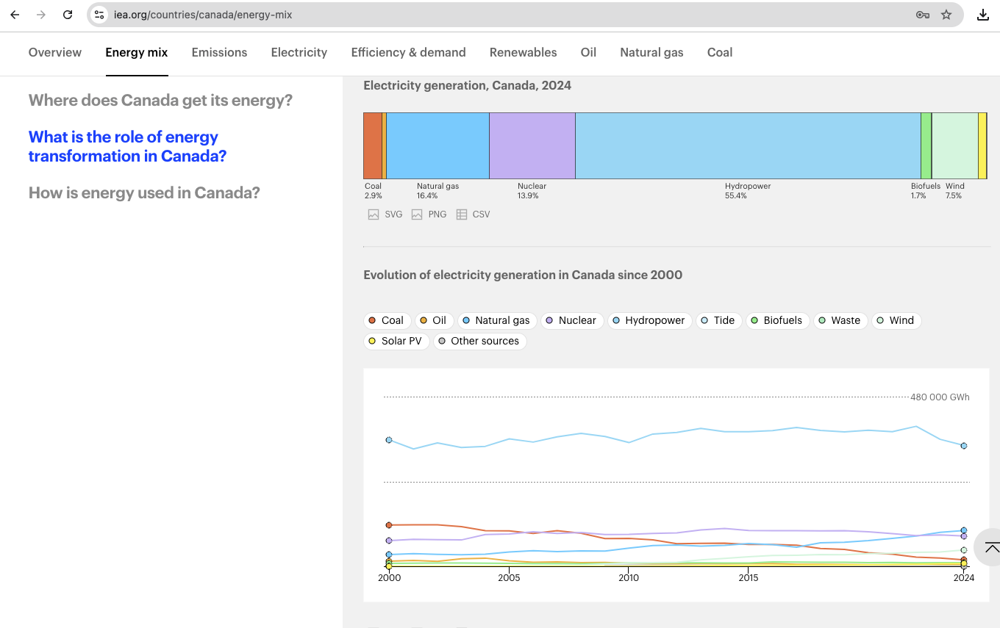 iea.org/countries/canada/energy-mix
Overview Energy mix Emissions Electricity Efficiency & demand Renewables Oil Natural gas Coal
Where does Canada get its energy?
What is the role of energy
transformation in Canada?
How is energy used in Canada?
Electricity generation, Canada, 2024
Coal Natural gas Nuclear Hydropower Biofuels Wind
2.9% 16.4% 13.9% 55.4% 1.7% 7.5%
SVG PNG CSV
Evolution of electricity generation in Canada since 2000
Coal Oil Natural gas Nuclear Hydropower Tide Biofuels Waste Wind
Solar PV Other sources
480 000 GWh
2000 2005 2010 2015 2024